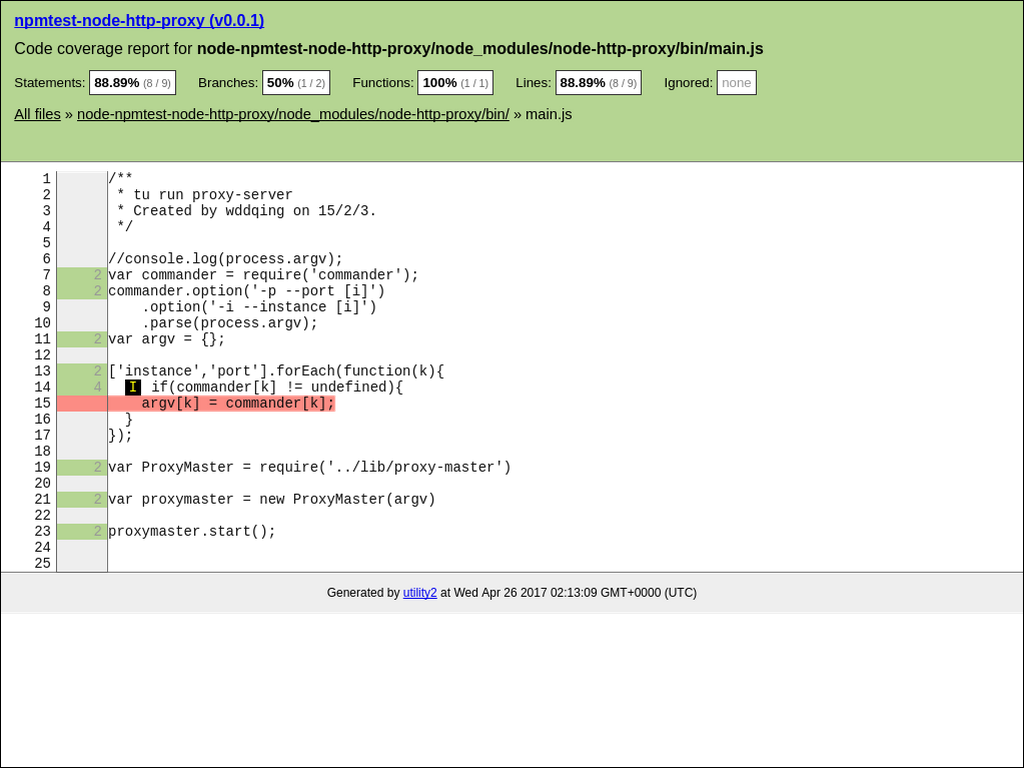 npmtest-node-http-proxy (v0.0.1)
Code coverage report for node-npmtest-node-http-proxy/node_modules/node-http-proxy/bin/main.js
Statements: 88.89% (8 / 9) Branches: 50% (1 / 2) Functions: 100% (1 / 1) Lines: 88.89% (8 / 9) Ignored: none
All files » node-npmtest-node-http-proxy/node_modules/node-http-proxy/bin/ » main.js
1 /**
2  * tu run proxy-server
3  * Created by wddqing on 15/2/3.
4  */
5
6 //console.log(process.argv);
7 2 var commander = require('commander');
8 2 commander.option('-p --port [i]')
9     .option('-i --instance [i]')
10     .parse(process.argv);
11 2 var argv = {};
12
13 2 ['instance','port'].forEach(function(k){
14 4   I if(commander[k] != undefined){
15     argv[k] = commander[k];
16   }
17 });
18
19 2 var ProxyMaster = require('../lib/proxy-master')
20
21 2 var proxymaster = new ProxyMaster(argv)
22
23 2 proxymaster.start();
24
25
Generated by utility2 at Wed Apr 26 2017 02:13:09 GMT+0000 (UTC)